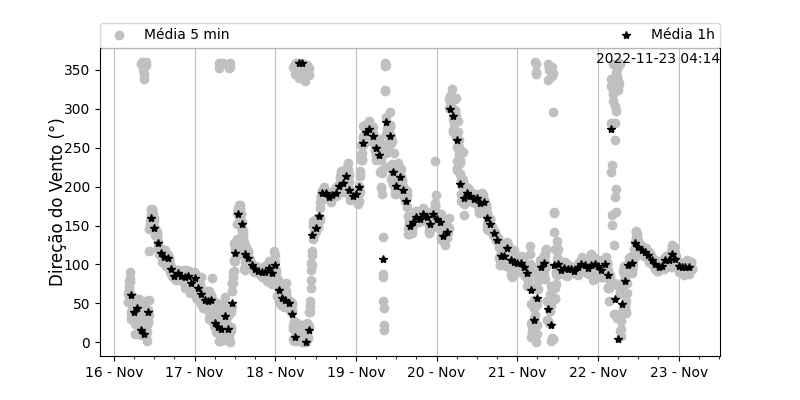 Média 5 min
Média 1h
2022-11-23 04:14
Direção do Vento (°)
350
300
250
200
150
100
50
0
16 - Nov
17 - Nov
18 - Nov
19 - Nov
20 - Nov
21 - Nov
22 - Nov
23 - Nov